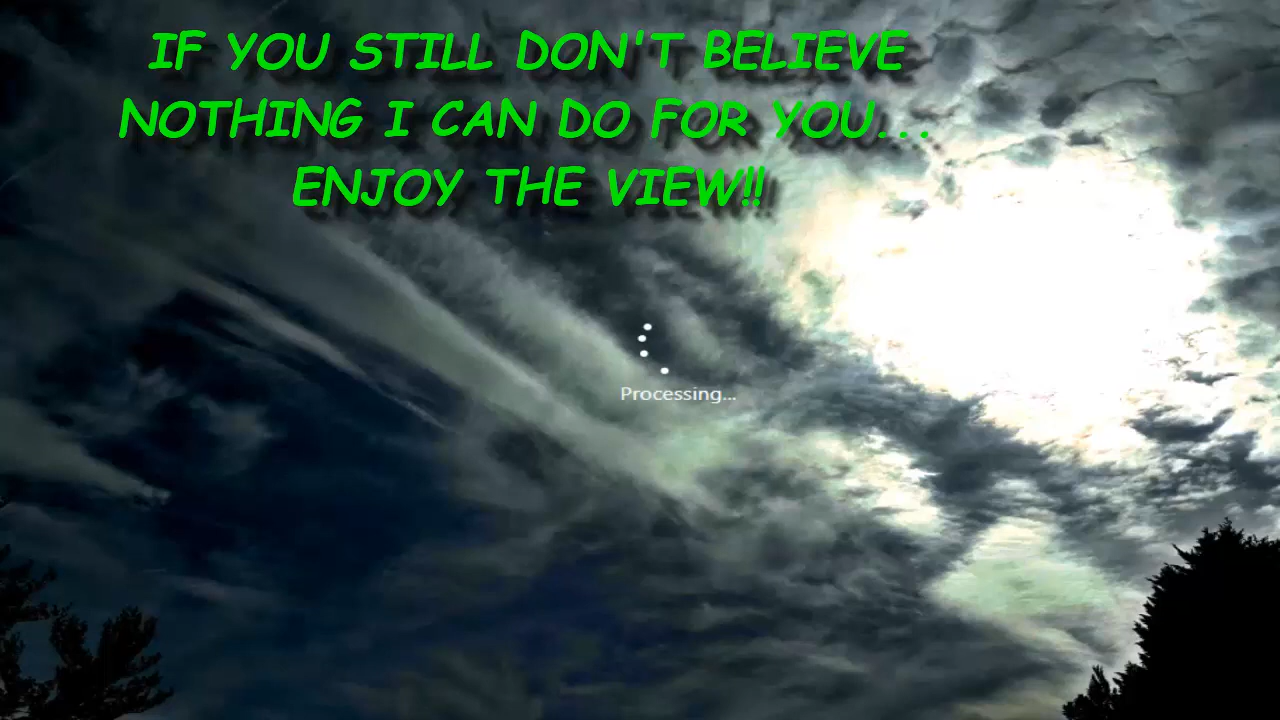 IF YOU STILL DON'T BELIEVE
NOTHING I CAN DO FOR YOU...
ENJOY THE VIEW!!
Processing...